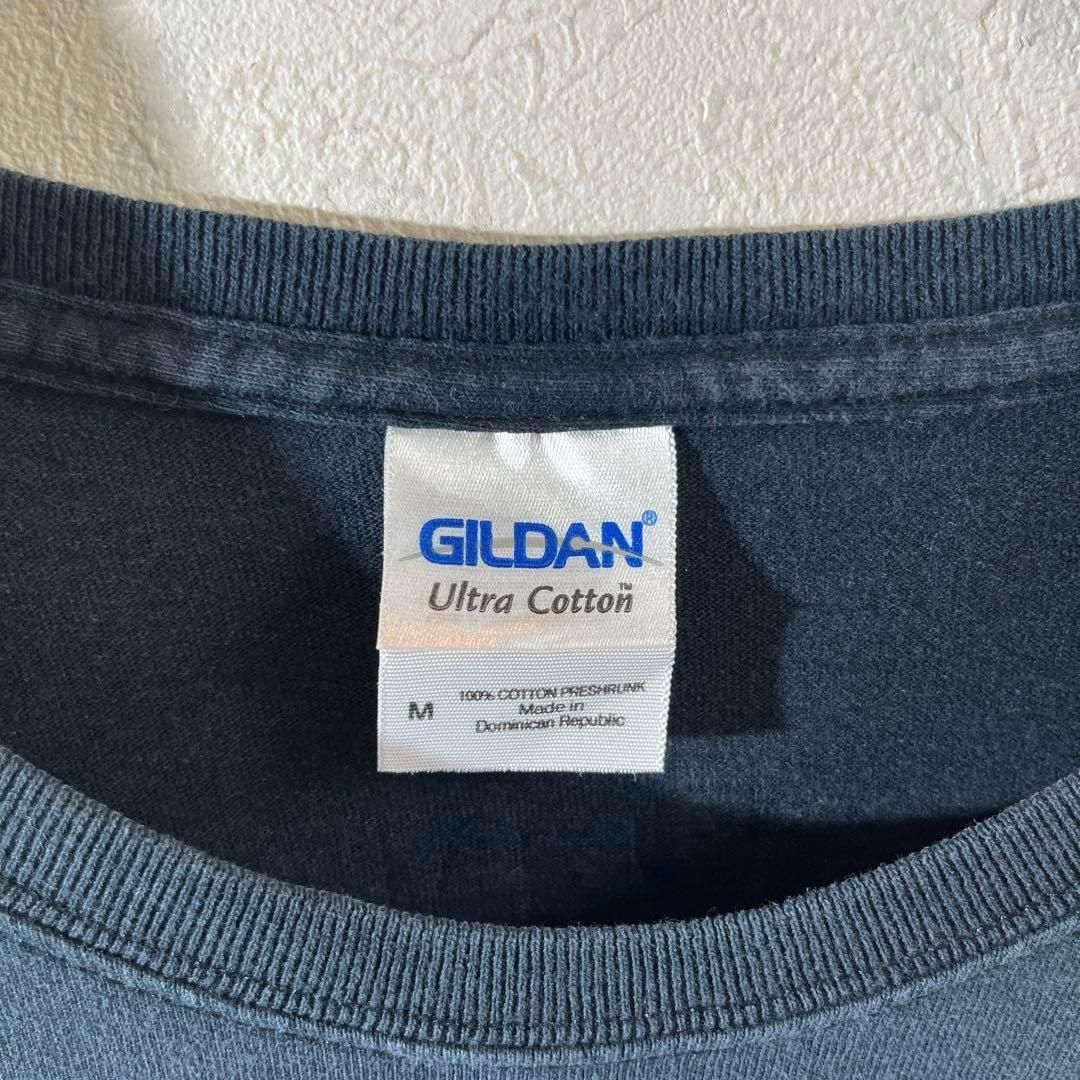 GILDAN®
Ultra Cotton™
100% COTTON PRESHRUNK
M Made in
Dominican Republic